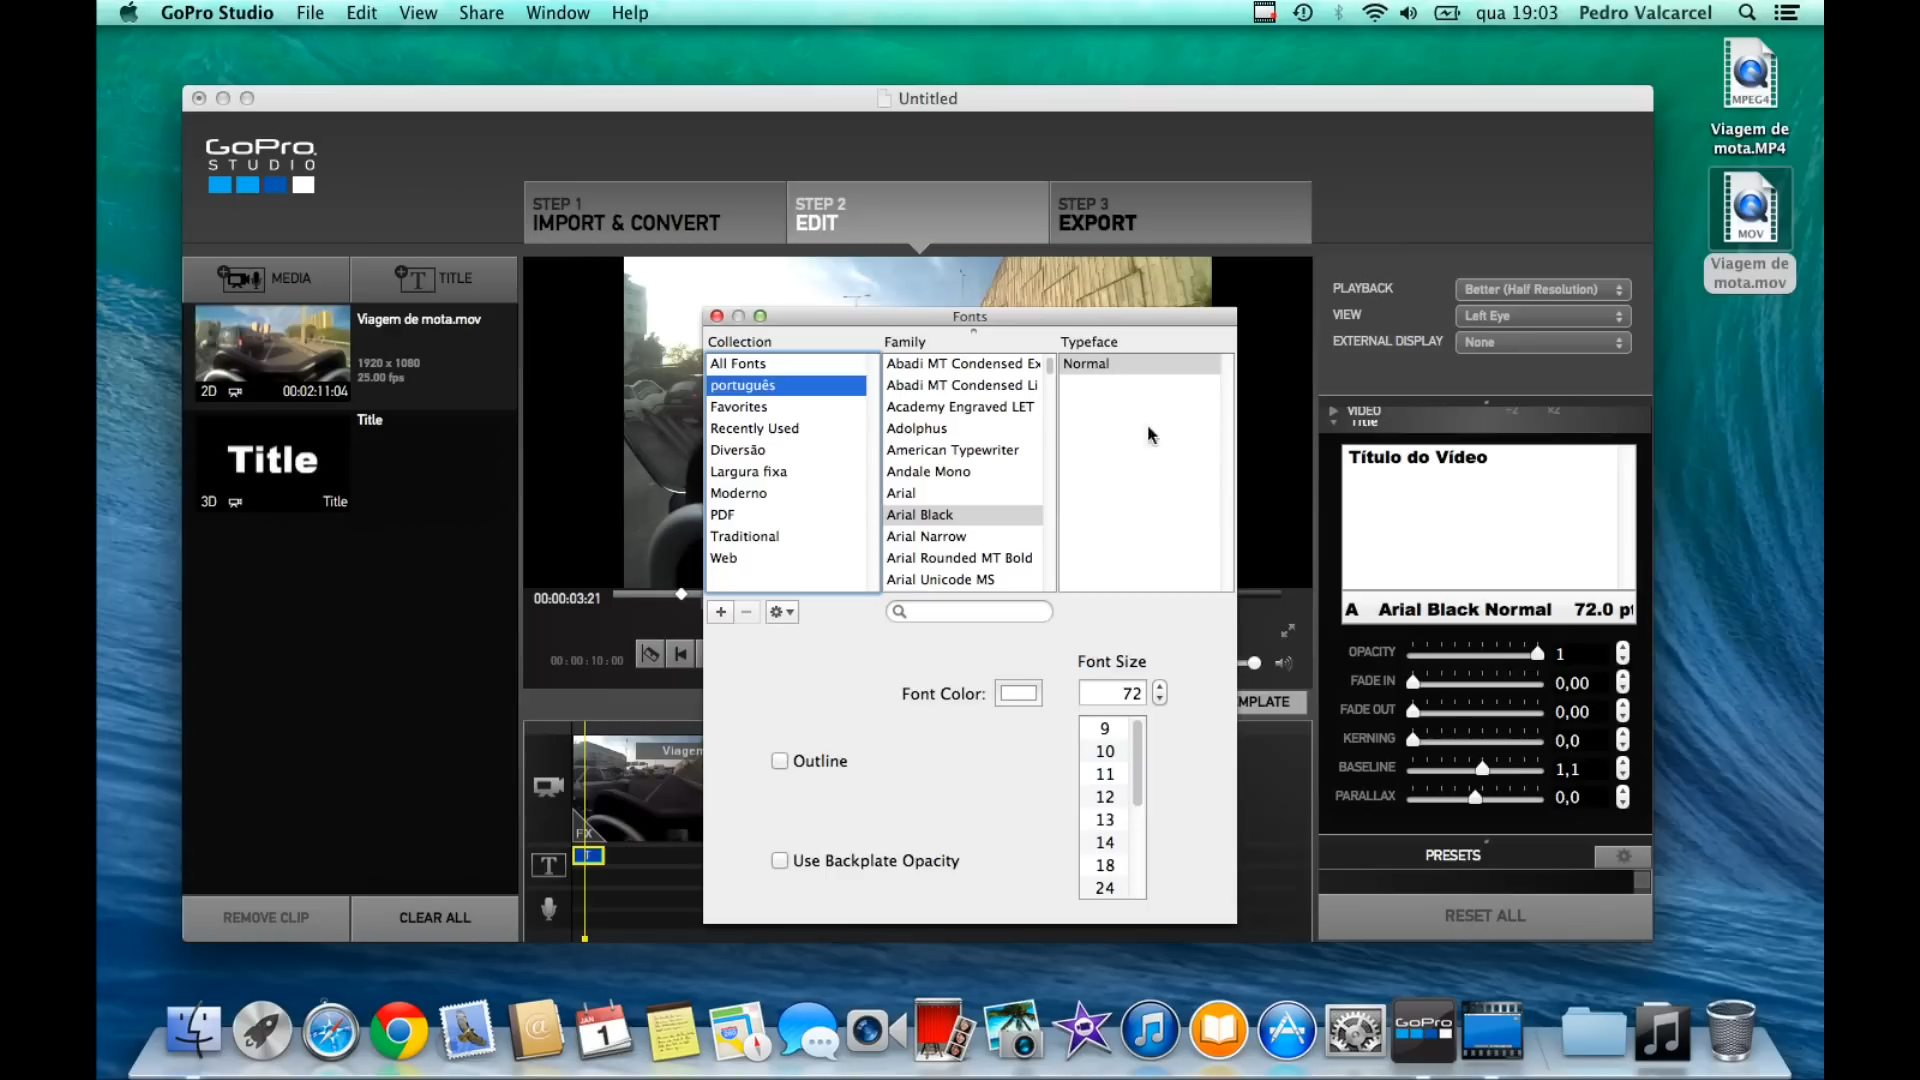 GoPro Studio File Edit View Share Window Help qua 19:03 Pedro Valcarcel
Untitled
GoPro
STUDIO
STEP 1
IMPORT & CONVERT
STEP 2
EDIT
STEP 3
EXPORT
MEDIA
TITLE
Viagem de mota.mov
1920 x 1080
25.00 fps
2D 00:02:11:04
Title
Title
3D Title
REMOVE CLIP
CLEAR ALL
00:00:03:21
00:00:10:00
Viagem
FX
T
T
MPLATE
Fonts
Collection
All Fonts
português
Favorites
Recently Used
Diversão
Largura fixa
Moderno
PDF
Traditional
Web
Family
Abadi MT Condensed Ex
Abadi MT Condensed Li
Academy Engraved LET
Adolphus
American Typewriter
Andale Mono
Arial
Arial Black
Arial Narrow
Arial Rounded MT Bold
Arial Unicode MS
Typeface
Normal
Font Color:
Font Size
72
9
10
11
12
13
14
18
24
Outline
Use Backplate Opacity
PLAYBACK Better (Half Resolution)
VIEW Left Eye
EXTERNAL DISPLAY None
VIDEO ÷2 ×2
Title
Título do Vídeo
A Arial Black Normal 72.0 pt
OPACITY 1
FADE IN 0,00
FADE OUT 0,00
KERNING 0,0
BASELINE 1,1
PARALLAX 0,0
PRESETS
RESET ALL
MPEG4
Viagem de
mota.MP4
MOV
Viagem de
mota.mov
JAN
1
GoPro